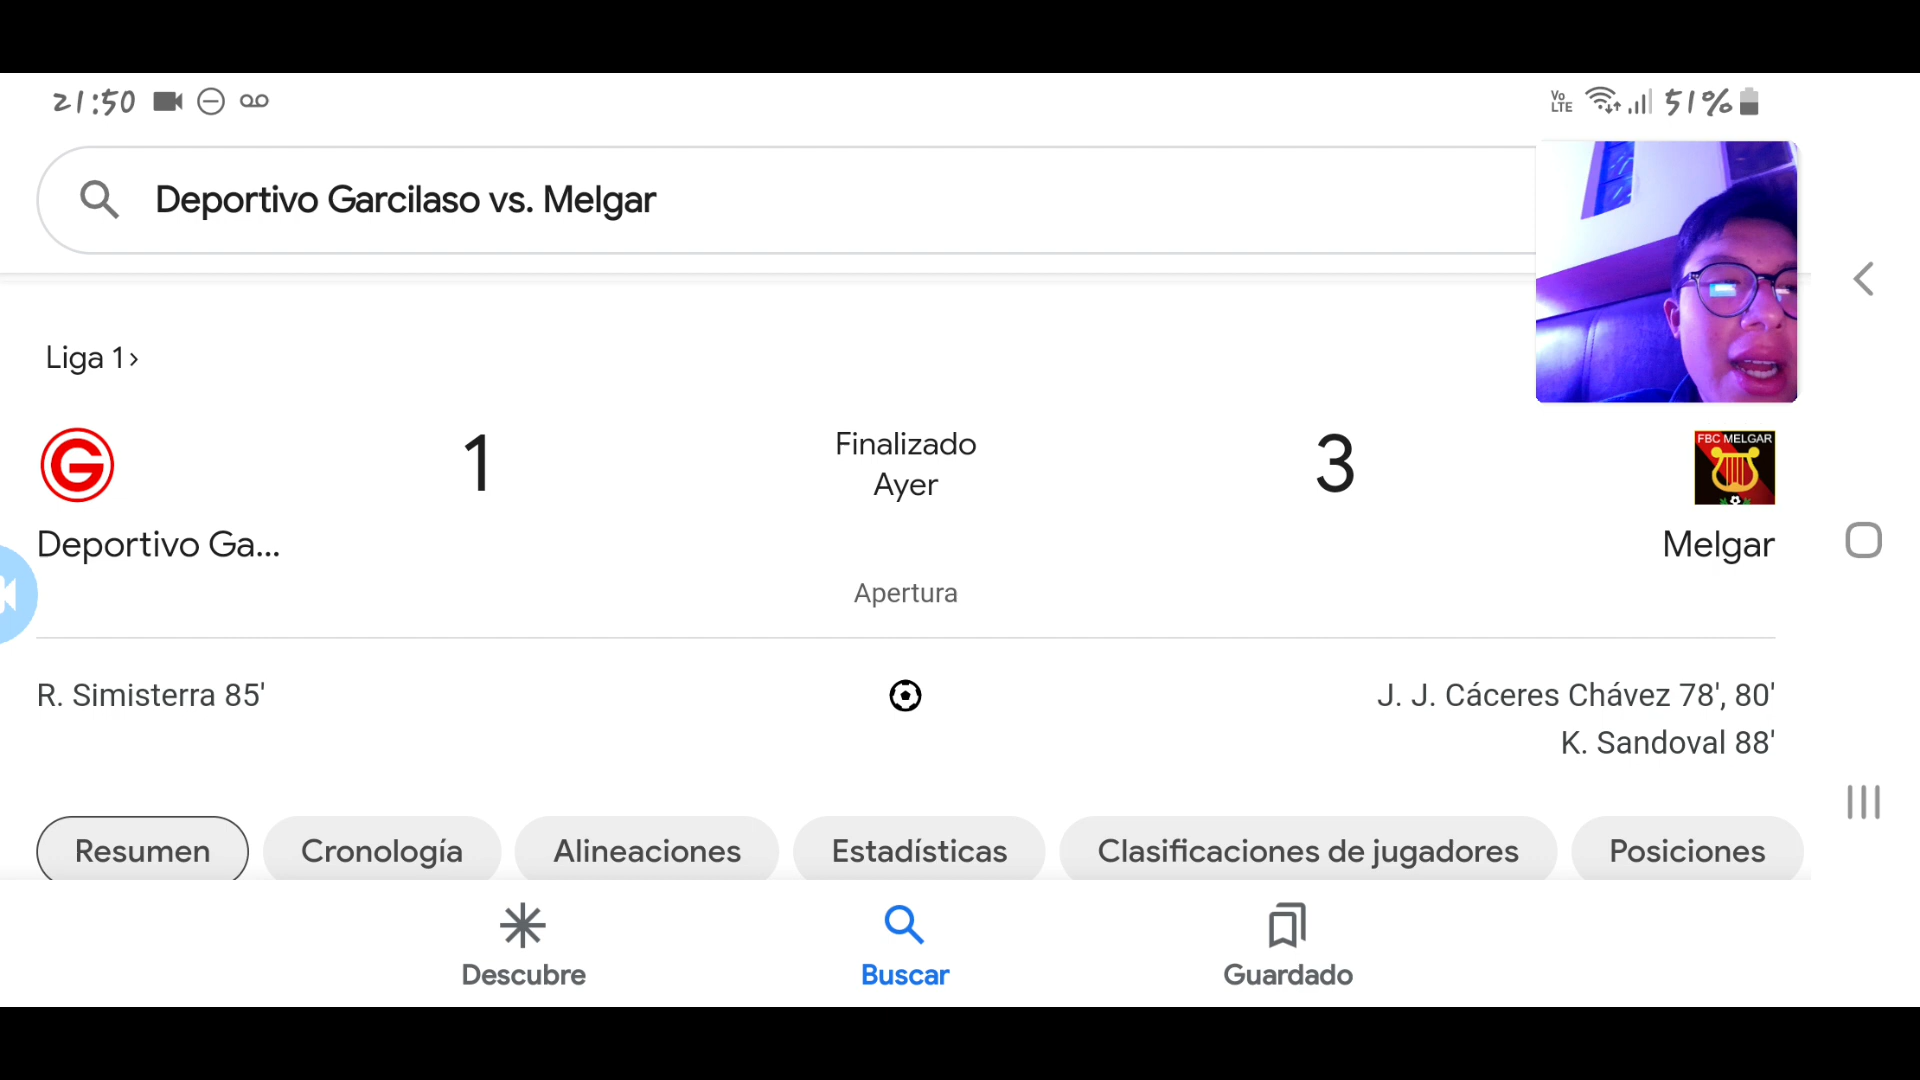 21:50
Vo LTE 51%
Deportivo Garcilaso vs. Melgar
Liga 1
1 Finalizado 3
Ayer
FBC MELGAR
Deportivo Ga... Melgar
Apertura
R. Simisterra 85' J. J. Cáceres Chávez 78', 80'
K. Sandoval 88'
Resumen Cronología Alineaciones Estadísticas Clasificaciones de jugadores Posiciones
Descubre Buscar Guardado